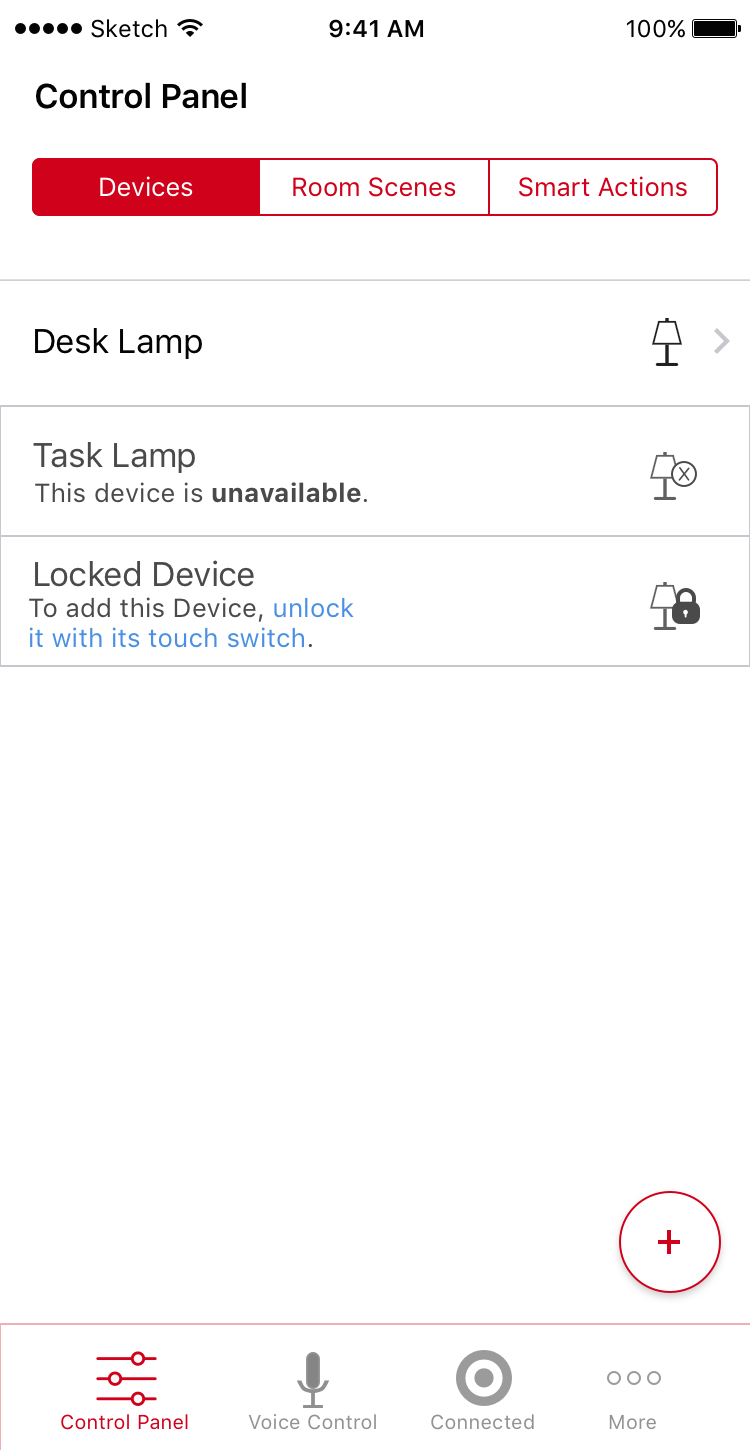 Sketch 9:41 AM 100%
Control Panel
Devices Room Scenes Smart Actions
Desk Lamp
Task Lamp
This device is unavailable.
Locked Device
To add this Device, unlock
it with its touch switch.
+
Control Panel Voice Control Connected More